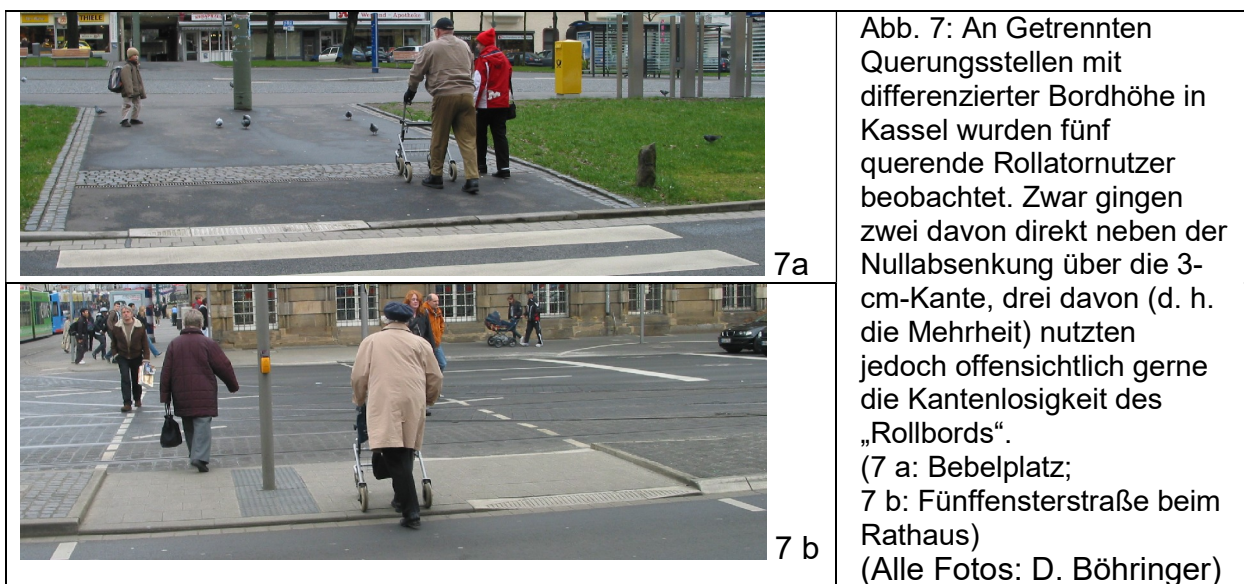 THIELE
Apotheke
7a
7 b
Abb. 7: An Getrennten
Querungsstellen mit
differenzierter Bordhöhe in
Kassel wurden fünf
querende Rollatornutzer
beobachtet. Zwar gingen
zwei davon direkt neben der
Nullabsenkung über die 3-
cm-Kante, drei davon (d. h.
die Mehrheit) nutzten
jedoch offensichtlich gerne
die Kantenlosigkeit des
„Rollbords“.
(7 a: Bebelplatz;
7 b: Fünffensterstraße beim
Rathaus)
(Alle Fotos: D. Böhringer)